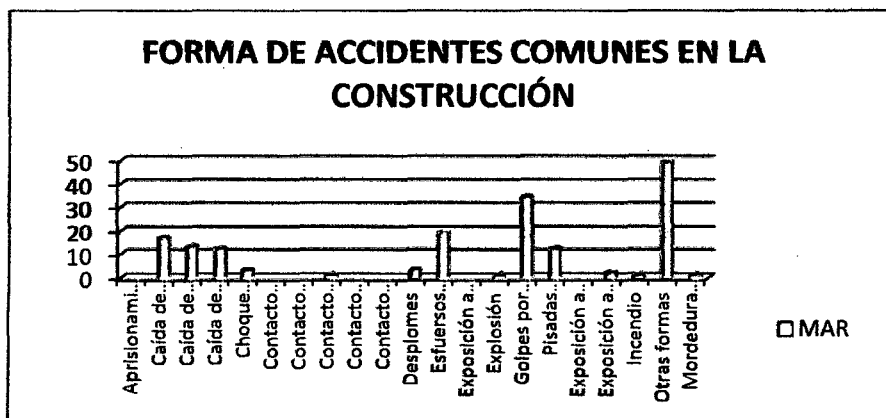 FORMA DE ACCIDENTES COMUNES EN LA
CONSTRUCCIÓN
50
40
30
20
10
0
Aprisionami...
Caída de...
Caída de...
Caída de...
Choque...
Contacto...
Contacto...
Contacto...
Contacto...
Contacto...
Desplomes
Esfuersos...
Exposición a...
Explosión
Golpes por...
Pisadas...
Exposición a...
Exposición a...
Incendio
Otras formas
Mordedura...
MAR